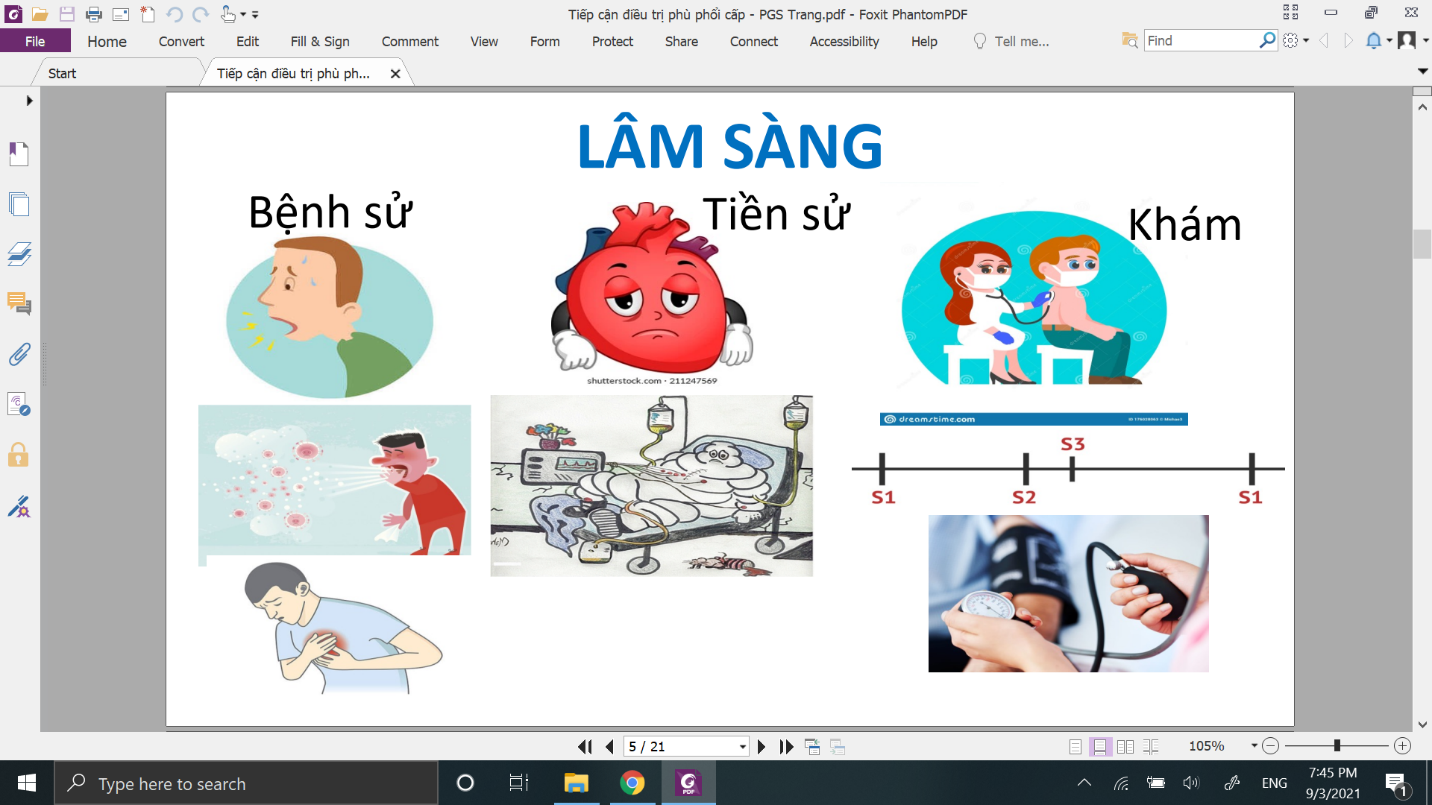 Tiếp cận điều trị phù phổi cấp - PGS Trang.pdf - Foxit PhantomPDF
File Home Convert Edit Fill & Sign Comment View Form Protect Share Connect Accessibility Help Tell me... Find
Start Tiếp cận điều trị phù ph...
LÂM SÀNG
Bệnh sử
Tiền sử
Khám
shutterstock.com · 211247569
dreamstime.com
S3
S1 S2 S1
5 / 21 105%
Type here to search
PDF
ENG
7:45 PM
9/3/2021
1